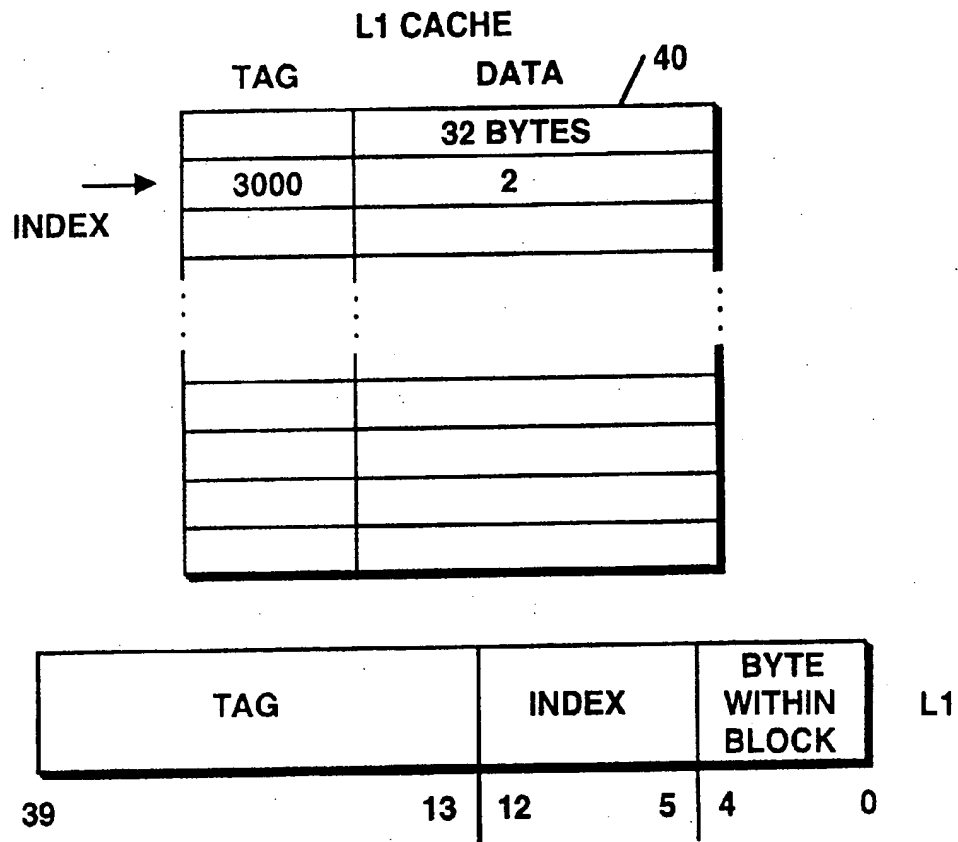 L1 CACHE
TAG DATA 40
32 BYTES
INDEX 3000 2
TAG INDEX BYTE WITHIN BLOCK L1
39 13 12 5 4 0